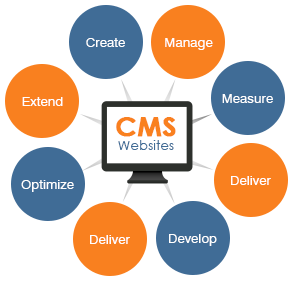 Create
Manage
Extend
Measure
CMS
Websites
Optimize
Deliver
Deliver
Develop